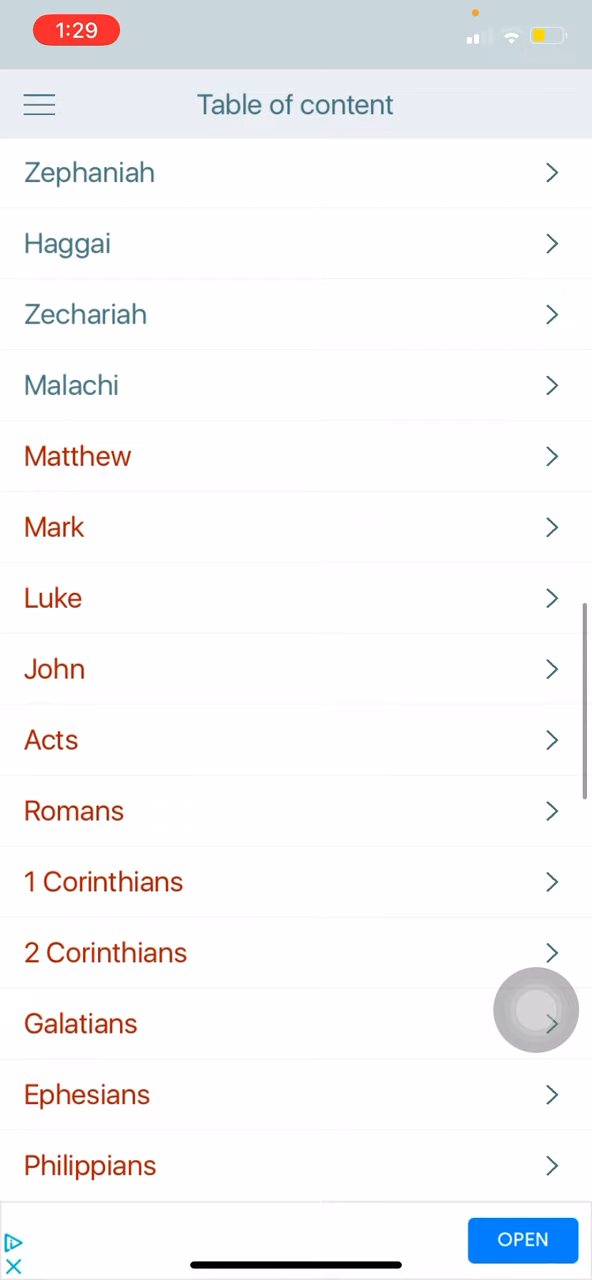 1:29
Table of content
Zephaniah
Haggai
Zechariah
Malachi
Matthew
Mark
Luke
John
Acts
Romans
1 Corinthians
2 Corinthians
Galatians
Ephesians
Philippians
OPEN